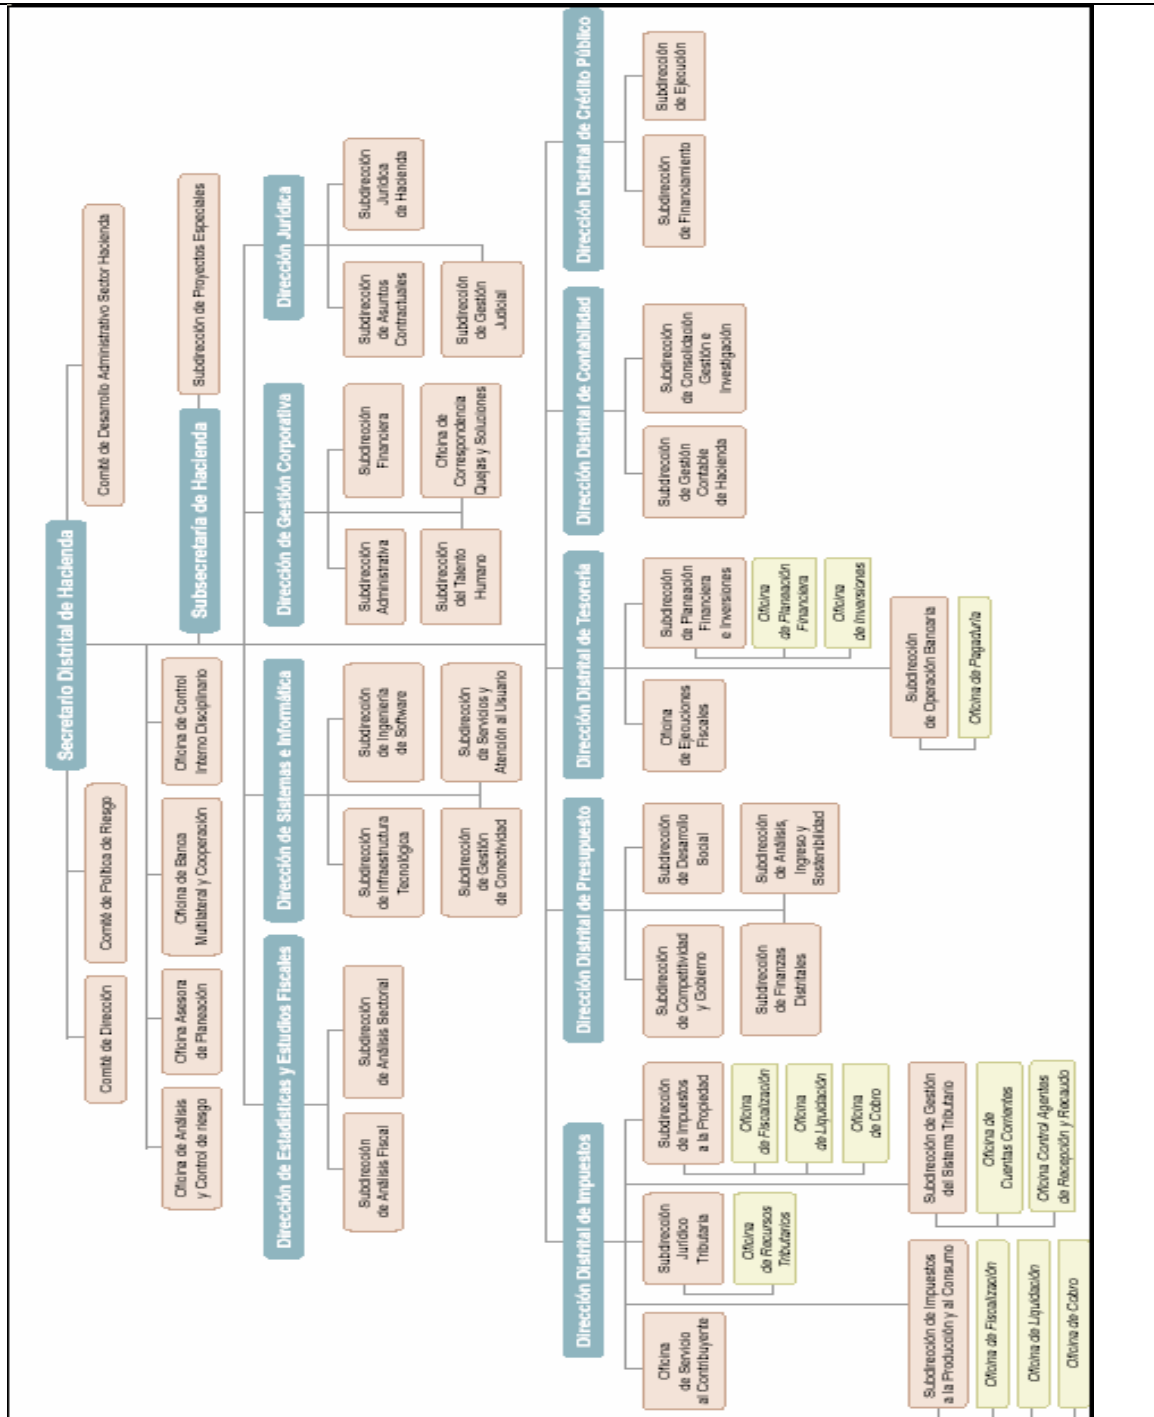 Secretario Distrital de Hacienda
Comité de Dirección
Comité de Política de Riesgo
Comité de Desarrollo Administrativo Sector Hacienda
Oficina de Análisis
y Control de riesgo
Oficina Asesora
de Planeación
Oficina de Banca
Multilateral y Cooperación
Oficina de Control
Interno Disciplinario
Subsecretaría de Hacienda
Subdirección de Proyectos Especiales
Dirección de Estadísticas y Estudios Fiscales
Subdirección
de Análisis Fiscal
Subdirección
de Análisis Sectorial
Dirección de Sistemas e Informática
Subdirección
de Infraestructura
Tecnológica
Subdirección
de Ingeniería
de Software
Subdirección
de Gestión
de Conectividad
Subdirección
de Servicios y
Atención al Usuario
Dirección de Gestión Corporativa
Subdirección
Administrativa
Subdirección
Financiera
Subdirección
del Talento
Humano
Oficina de
Correspondencia
Quejas y Soluciones
Dirección Jurídica
Subdirección
de Asuntos
Contractuales
Subdirección
Jurídica
de Hacienda
Subdirección
de Gestión
Judicial
Dirección Distrital de Impuestos
Oficina
de Servicio
al Contribuyente
Subdirección
Jurídico
Tributaria
Oficina
de Recursos
Tributarios
Subdirección
de Impuestos
a la Propiedad
Oficina
de Fiscalización
Oficina
de Liquidación
Oficina
de Cobro
Subdirección de Impuestos
a la Producción y al Consumo
Oficina de Fiscalización
Oficina de Liquidación
Oficina de Cobro
Subdirección de Gestión
del Sistema Tributario
Oficina de
Cuentas Corrientes
Oficina Control Agentes
de Recepción y Recaudo
Dirección Distrital de Presupuesto
Subdirección
de Competitividad
y Gobierno
Subdirección
de Desarrollo
Social
Subdirección
de Finanzas
Distritales
Subdirección
de Análisis,
Ingreso y
Sostenibilidad
Dirección Distrital de Tesorería
Oficina
de Ejecuciones
Fiscales
Subdirección
de Planeación
Financiera
e Inversiones
Oficina
de Planeación
Financiera
Oficina
de Inversiones
Subdirección
de Operación Bancaria
Oficina de Pagaduría
Dirección Distrital de Contabilidad
Subdirección
de Gestión
Contable
de Hacienda
Subdirección
de Consolidación
Gestión e
Investigación
Dirección Distrital de Crédito Público
Subdirección
de Financiamiento
Subdirección
de Ejecución